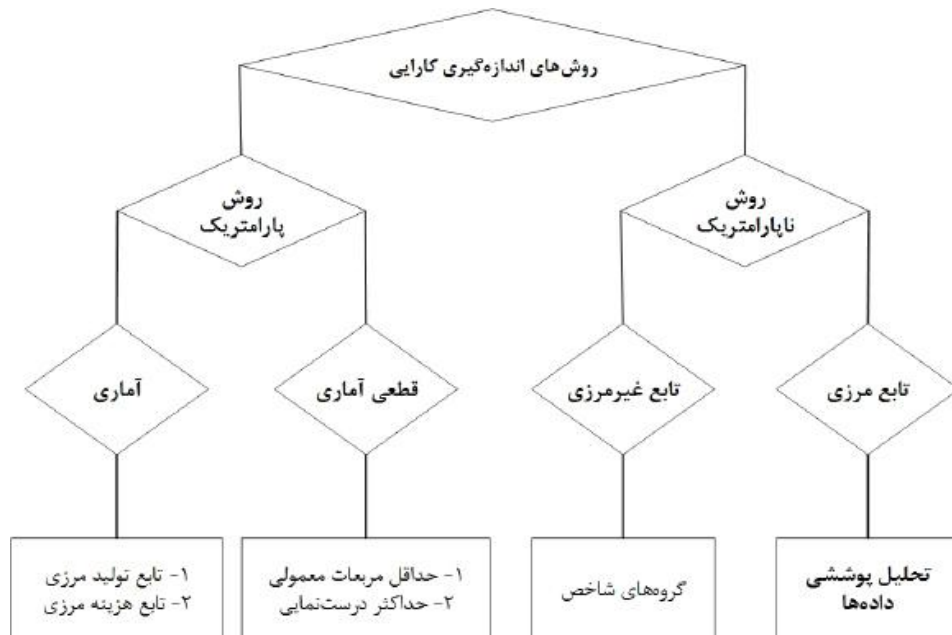 روش‌های اندازه‌گیری کارایی
روش
ناپارامتریک
روش
پارامتریک
تابع مرزی
تابع غیرمرزی
قطعی آماری
آماری
تحلیل پوششی
داده‌ها
گروه‌های شاخص
۱- حداقل مربعات معمولی
۲- حداکثر درست‌نمایی
۱- تابع تولید مرزی
۲- تابع هزینه مرزی